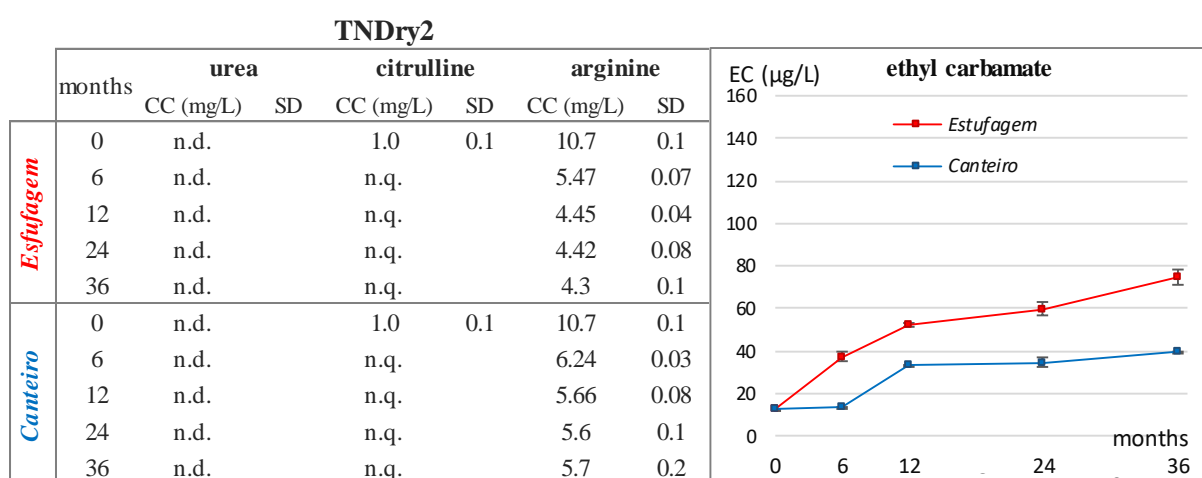 TNDry2
months urea citrulline arginine
CC (mg/L) SD CC (mg/L) SD CC (mg/L) SD
Esfufagem
0 n.d. 1.0 0.1 10.7 0.1
6 n.d. n.q. 5.47 0.07
12 n.d. n.q. 4.45 0.04
24 n.d. n.q. 4.42 0.08
36 n.d. n.q. 4.3 0.1
Canteiro
0 n.d. 1.0 0.1 10.7 0.1
6 n.d. n.q. 6.24 0.03
12 n.d. n.q. 5.66 0.08
24 n.d. n.q. 5.6 0.1
36 n.d. n.q. 5.7 0.2
EC (µg/L) ethyl carbamate
160
140
120
100
80
60
40
20
0
Estufagem
Canteiro
months
0 6 12 24 36